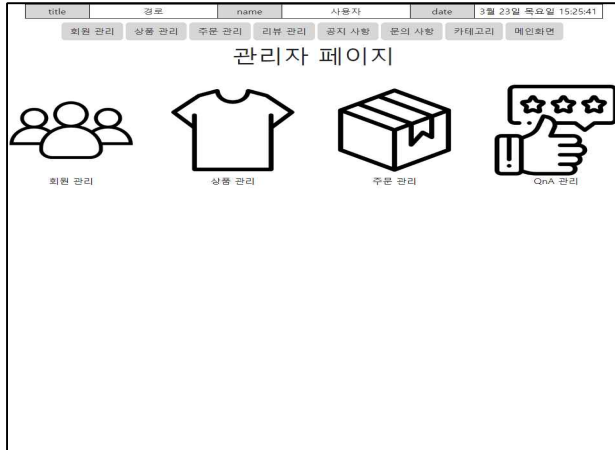 title 경로 name 사용자 date 3월 23일 목요일 15:25:41
회원 관리 상품 관리 주문 관리 리뷰 관리 공지 사항 문의 사항 카테고리 메인화면
관리자 페이지
회원 관리 상품 관리 주문 관리 QnA 관리